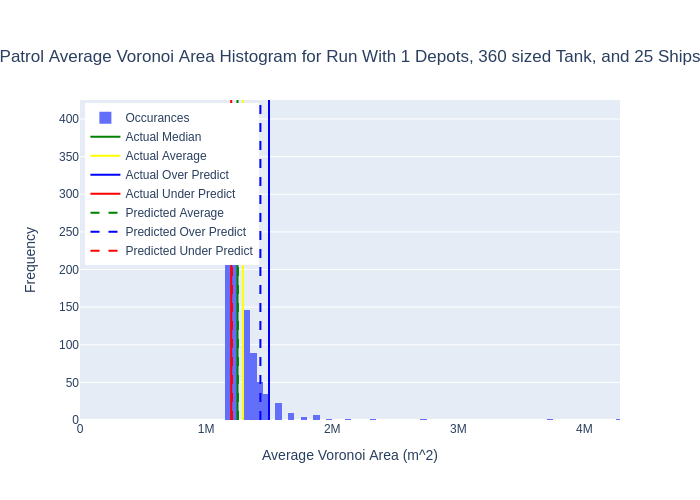 Patrol Average Voronoi Area Histogram for Run With 1 Depots, 360 sized Tank, and 25 Ships
Occurances
Actual Median
Actual Average
Actual Over Predict
Actual Under Predict
Predicted Average
Predicted Over Predict
Predicted Under Predict
400
350
300
250
200
150
100
50
0
Frequency
0 1M 2M 3M 4M
Average Voronoi Area (m^2)